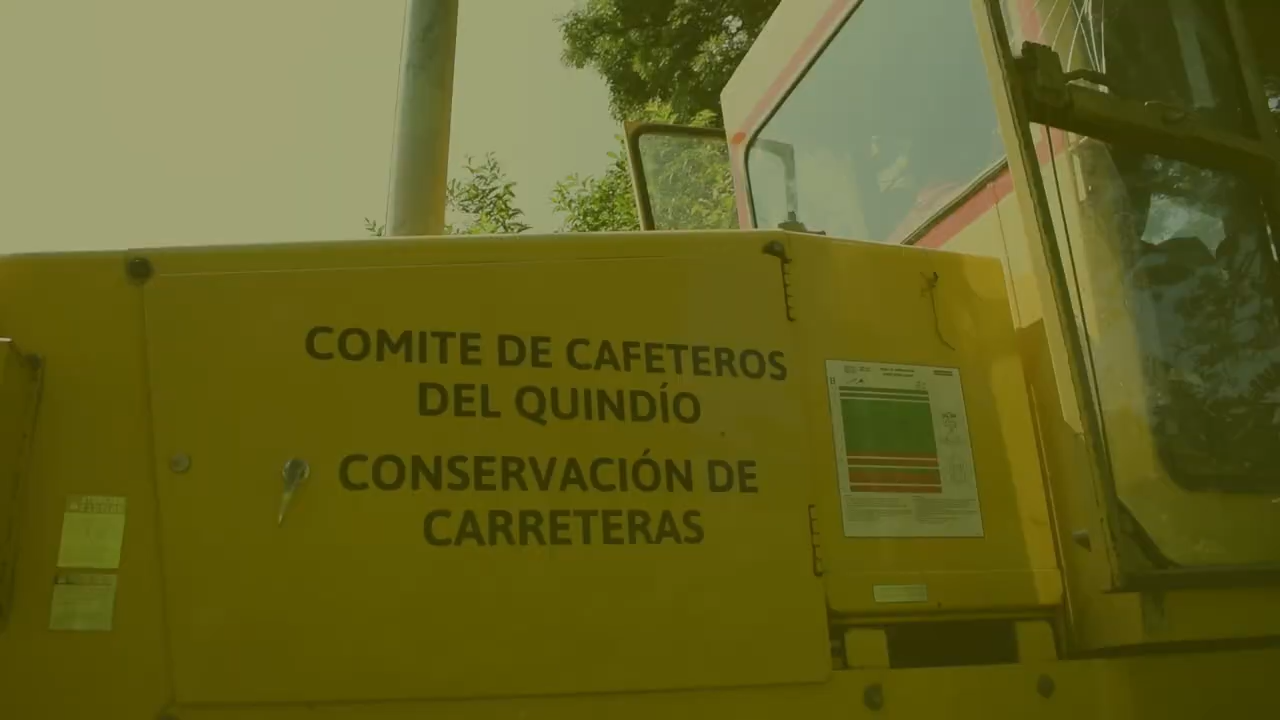 COMITE DE CAFETEROS
DEL QUINDÍO
CONSERVACIÓN DE
CARRETERAS